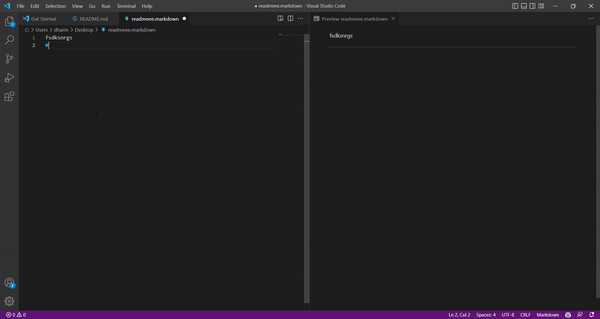 File Edit Selection View Go Run Terminal Help
● readmeee.markdown - Visual Studio Code
Get Started
README.md
readmeee.markdown ●
Preview readmeee.markdown ×
C: > Users > dharm > Desktop > readmeee.markdown
1 fsdksnrgs
2 #
fsdksnrgs
1
2
0 0
Ln 2, Col 2 Spaces: 4 UTF-8 CRLF Markdown